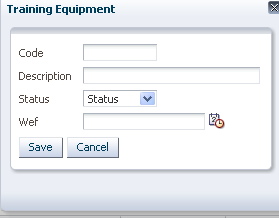 Training Equipment
Code
Description
Status Status
Wef
Save Cancel